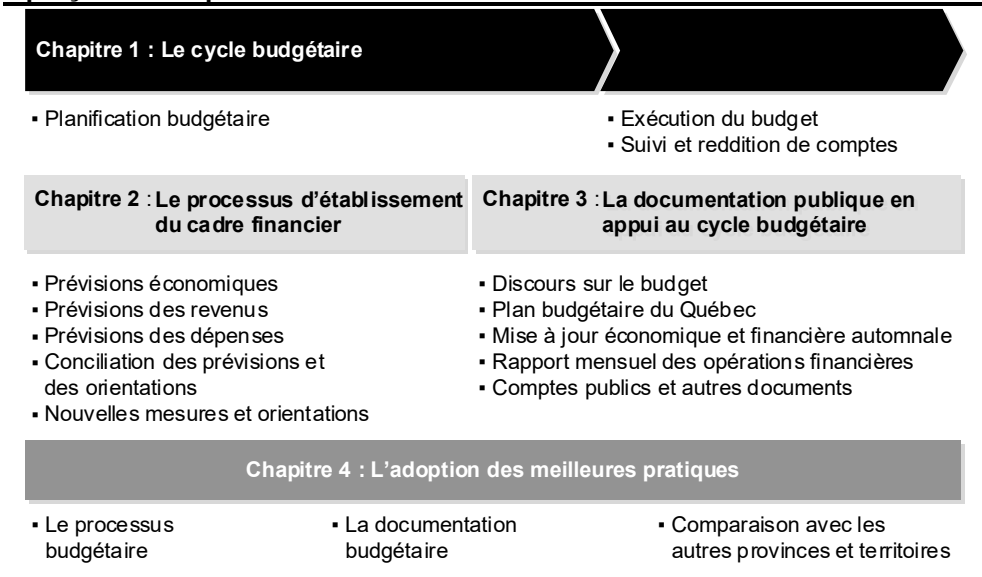 Chapitre 1 : Le cycle budgétaire
▪ Planification budgétaire
▪ Exécution du budget
▪ Suivi et reddition de comptes
Chapitre 2 : Le processus d’établissement
du cadre financier
▪ Prévisions économiques
▪ Prévisions des revenus
▪ Prévisions des dépenses
▪ Conciliation des prévisions et
des orientations
▪ Nouvelles mesures et orientations
Chapitre 3 : La documentation publique en
appui au cycle budgétaire
▪ Discours sur le budget
▪ Plan budgétaire du Québec
▪ Mise à jour économique et financière automnale
▪ Rapport mensuel des opérations financières
▪ Comptes publics et autres documents
Chapitre 4 : L’adoption des meilleures pratiques
▪ Le processus
budgétaire
▪ La documentation
budgétaire
▪ Comparaison avec les
autres provinces et territoires